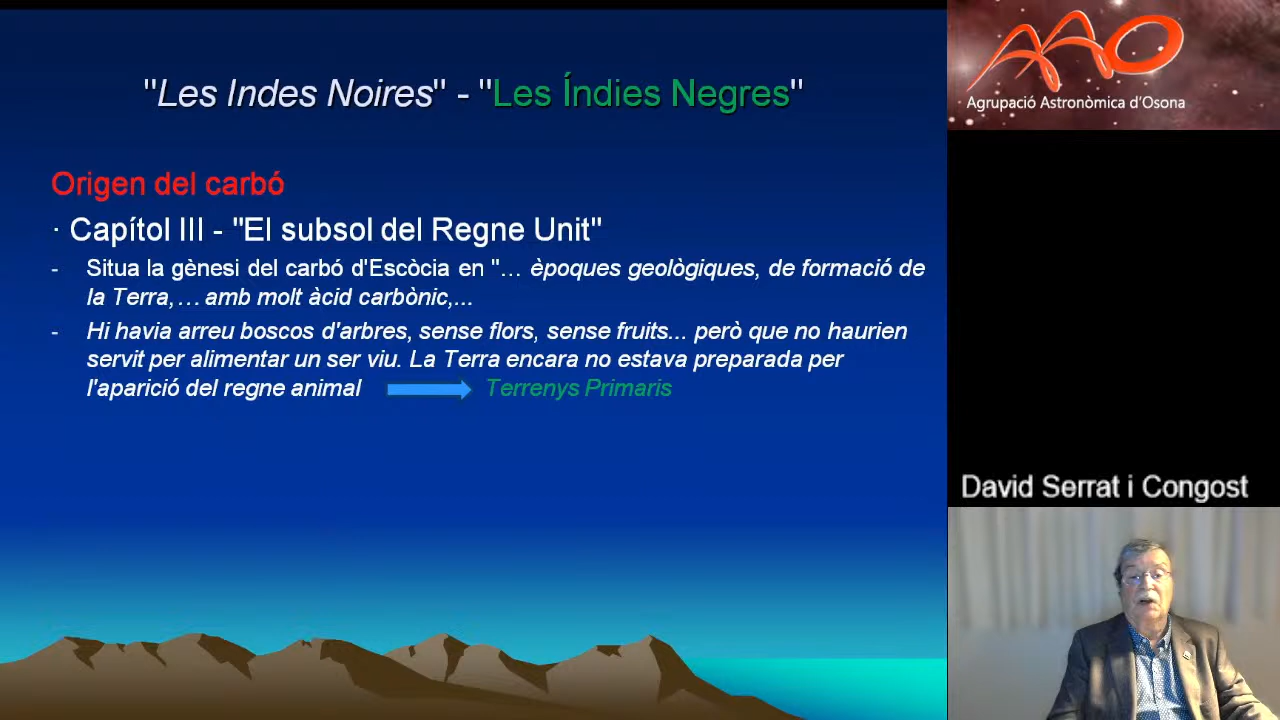 "Les Indes Noires" - "Les Índies Negres"
Origen del carbó
· Capítol III - "El subsol del Regne Unit"
- Situa la gènesi del carbó d'Escòcia en "… èpoques geològiques, de formació de
la Terra,… amb molt àcid carbònic,...
- Hi havia arreu boscos d'arbres, sense flors, sense fruits... però que no haurien
servit per alimentar un ser viu. La Terra encara no estava preparada per
l'aparició del regne animal
Terrenys Primaris
AAO
Agrupació Astronòmica d'Osona
David Serrat i Congost